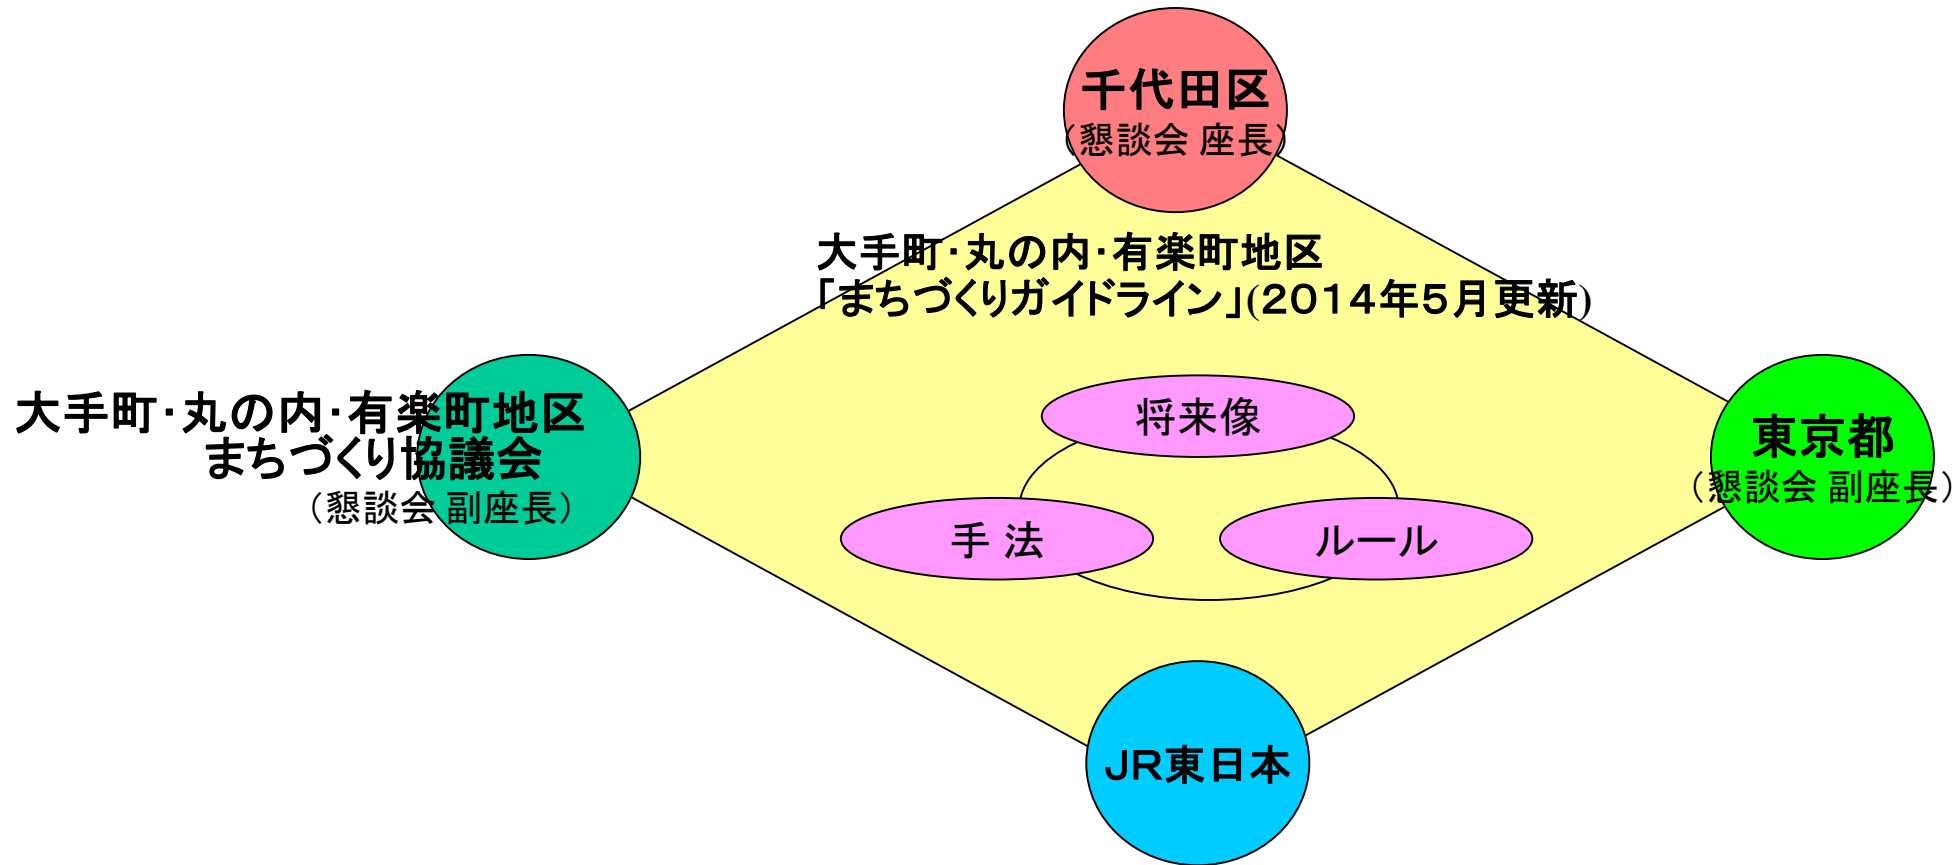 千代田区
（懇談会 座長）
大手町・丸の内・有楽町地区
「まちづくりガイドライン」(２０１４年５月更新)
大手町・丸の内・有楽町地区
まちづくり協議会
（懇談会 副座長）
将来像
東京都
（懇談会 副座長）
手 法
ルール
ＪＲ東日本